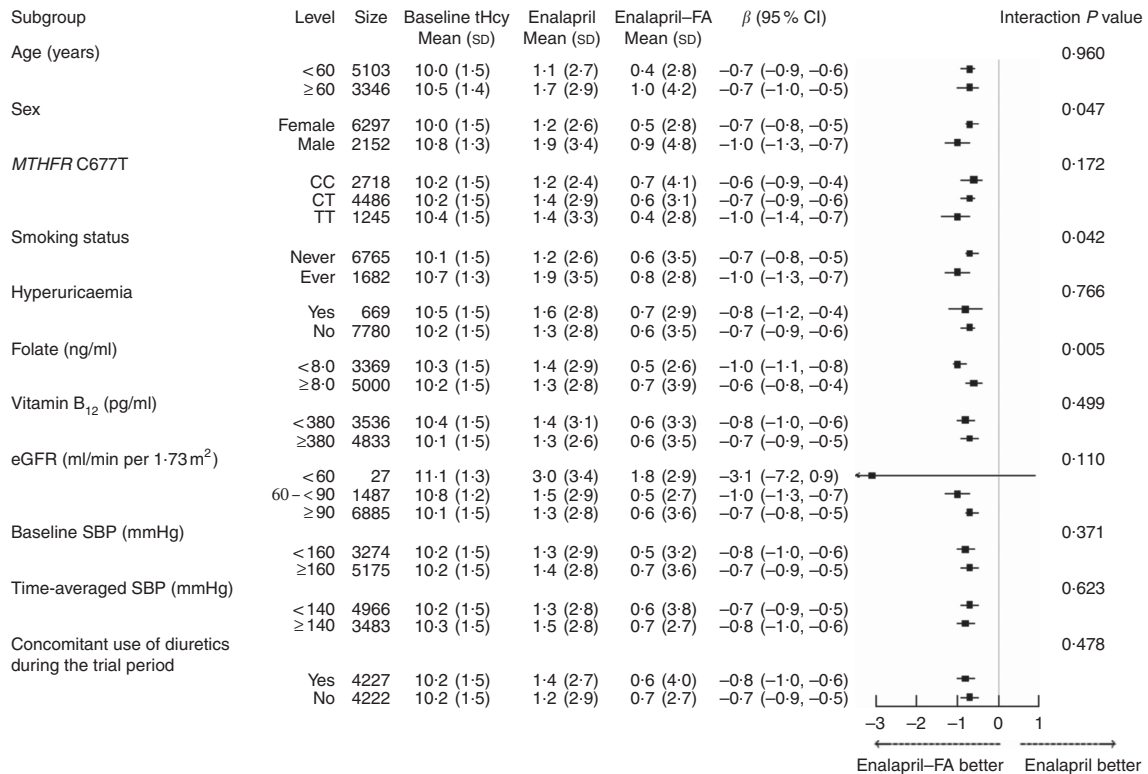 Subgroup Level Size Baseline tHcy Enalapril Enalapril–FA β (95 % CI) Interaction P value
Mean (SD) Mean (SD) Mean (SD)
Age (years) 0·960
<60 5103 10·0 (1·5) 1·1 (2·7) 0·4 (2·8) –0·7 (–0·9, –0·6)
≥60 3346 10·5 (1·4) 1·7 (2·9) 1·0 (4·2) –0·7 (–1·0, –0·5)
Sex 0·047
Female 6297 10·0 (1·5) 1·2 (2·6) 0·5 (2·8) –0·7 (–0·8, –0·5)
Male 2152 10·8 (1·3) 1·9 (3·4) 0·9 (4·8) –1·0 (–1·3, –0·7)
MTHFR C677T 0·172
CC 2718 10·2 (1·5) 1·2 (2·4) 0·7 (4·1) –0·6 (–0·9, –0·4)
CT 4486 10·2 (1·5) 1·4 (2·9) 0·6 (3·1) –0·7 (–0·9, –0·6)
TT 1245 10·4 (1·5) 1·4 (3·3) 0·4 (2·8) –1·0 (–1·4, –0·7)
Smoking status 0·042
Never 6765 10·1 (1·5) 1·2 (2·6) 0·6 (3·5) –0·7 (–0·8, –0·5)
Ever 1682 10·7 (1·3) 1·9 (3·5) 0·8 (2·8) –1·0 (–1·3, –0·7)
Hyperuricaemia 0·766
Yes 669 10·5 (1·5) 1·6 (2·8) 0·7 (2·9) –0·8 (–1·2, –0·4)
No 7780 10·2 (1·5) 1·3 (2·8) 0·6 (3·5) –0·7 (–0·9, –0·6)
Folate (ng/ml) 0·005
<8·0 3369 10·3 (1·5) 1·4 (2·9) 0·5 (2·6) –1·0 (–1·1, –0·8)
≥8·0 5000 10·2 (1·5) 1·3 (2·8) 0·7 (3·9) –0·6 (–0·8, –0·4)
Vitamin B12 (pg/ml) 0·499
<380 3536 10·4 (1·5) 1·4 (3·1) 0·6 (3·3) –0·8 (–1·0, –0·6)
≥380 4833 10·1 (1·5) 1·3 (2·6) 0·6 (3·5) –0·7 (–0·9, –0·5)
eGFR (ml/min per 1·73 m²) 0·110
<60 27 11·1 (1·3) 3·0 (3·4) 1·8 (2·9) –3·1 (–7·2, 0·9)
60–<90 1487 10·8 (1·2) 1·5 (2·9) 0·5 (2·7) –1·0 (–1·3, –0·7)
≥90 6885 10·1 (1·5) 1·3 (2·8) 0·6 (3·6) –0·7 (–0·8, –0·5)
Baseline SBP (mmHg) 0·371
<160 3274 10·2 (1·5) 1·3 (2·9) 0·5 (3·2) –0·8 (–1·0, –0·6)
≥160 5175 10·2 (1·5) 1·4 (2·8) 0·7 (3·6) –0·7 (–0·9, –0·5)
Time-averaged SBP (mmHg) 0·623
<140 4966 10·2 (1·5) 1·3 (2·8) 0·6 (3·8) –0·7 (–0·9, –0·5)
≥140 3483 10·3 (1·5) 1·5 (2·8) 0·7 (2·7) –0·8 (–1·0, –0·6)
Concomitant use of diuretics 0·478
during the trial period
Yes 4227 10·2 (1·5) 1·4 (2·7) 0·6 (4·0) –0·8 (–1·0, –0·6)
No 4222 10·2 (1·5) 1·2 (2·9) 0·7 (2·7) –0·7 (–0·9, –0·5)
–3 –2 –1 0 1
Enalapril–FA better Enalapril better